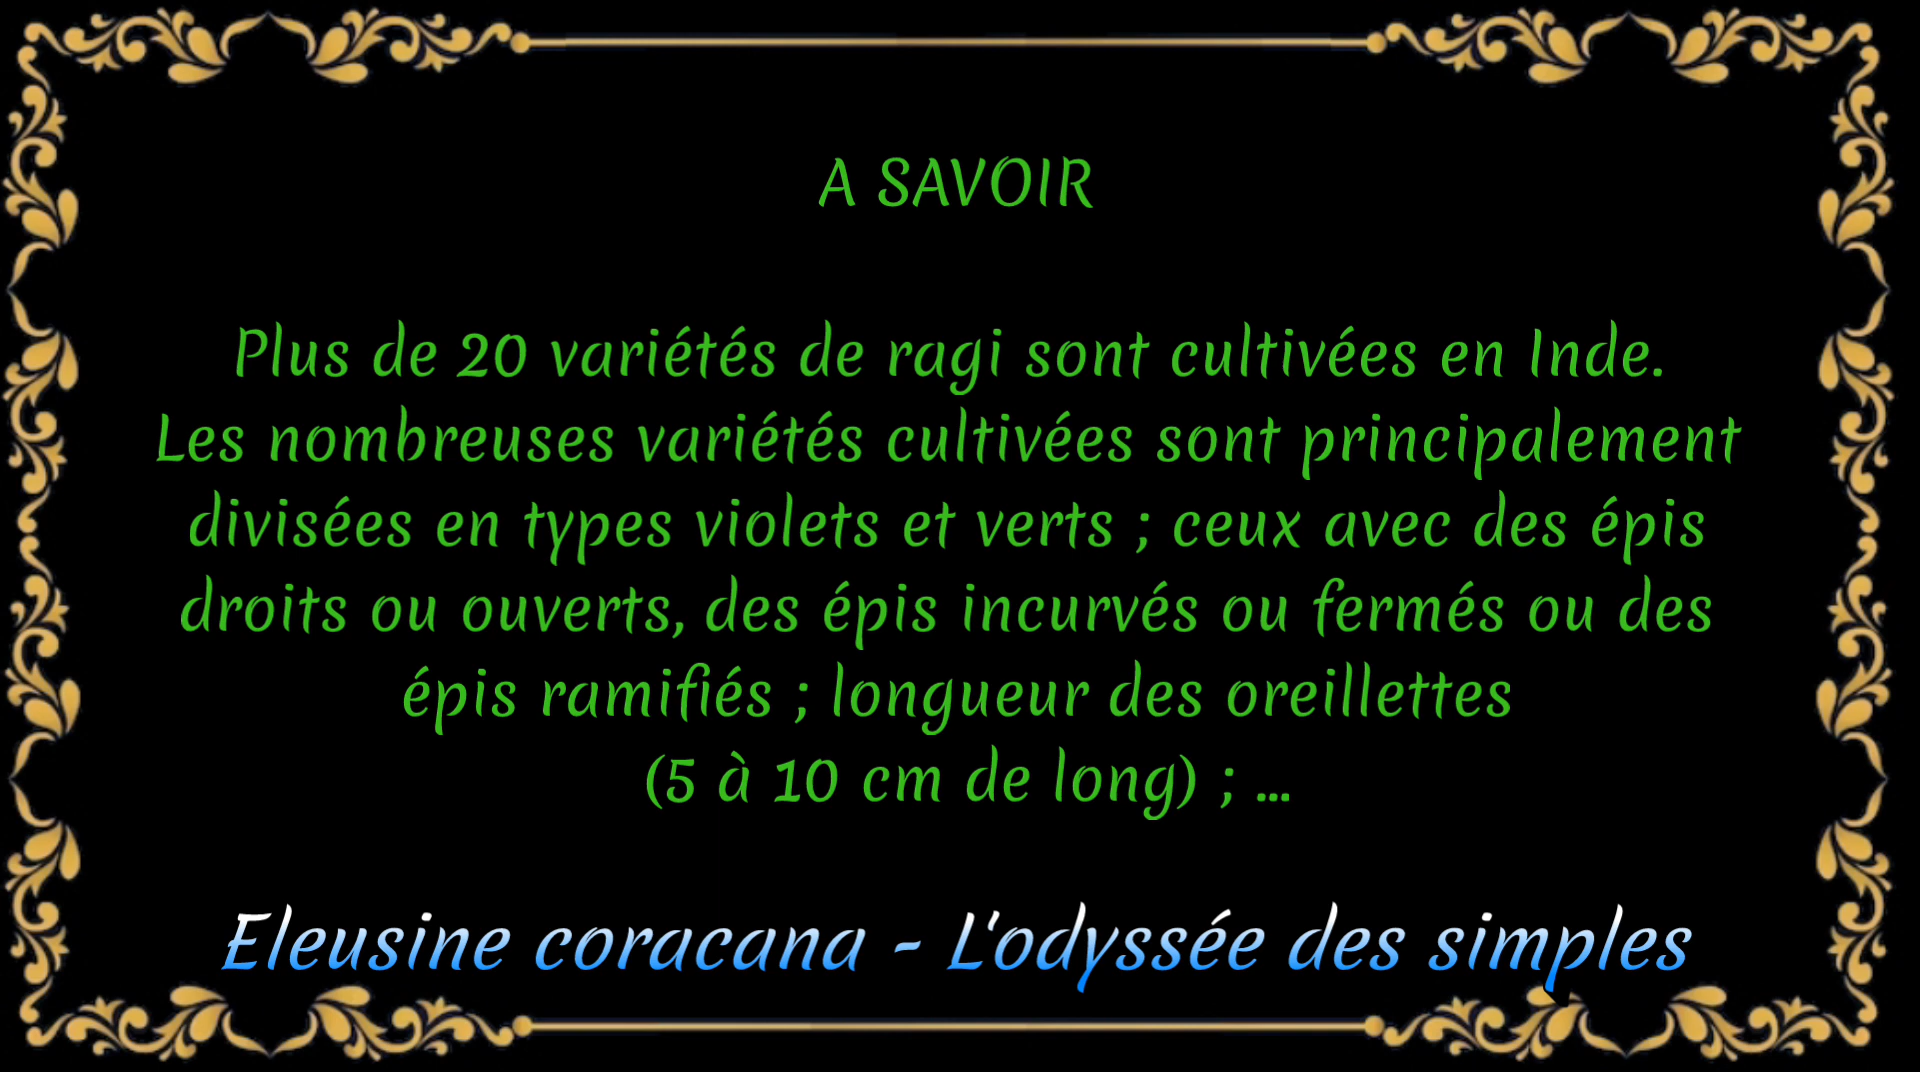 A SAVOIR
Plus de 20 variétés de ragi sont cultivées en Inde.
Les nombreuses variétés cultivées sont principalement
divisées en types violets et verts ; ceux avec des épis
droits ou ouverts, des épis incurvés ou fermés ou des
épis ramifiés ; longueur des oreillettes
(5 à 10 cm de long) ; ...
Eleusine coracana - L'odyssée des simples